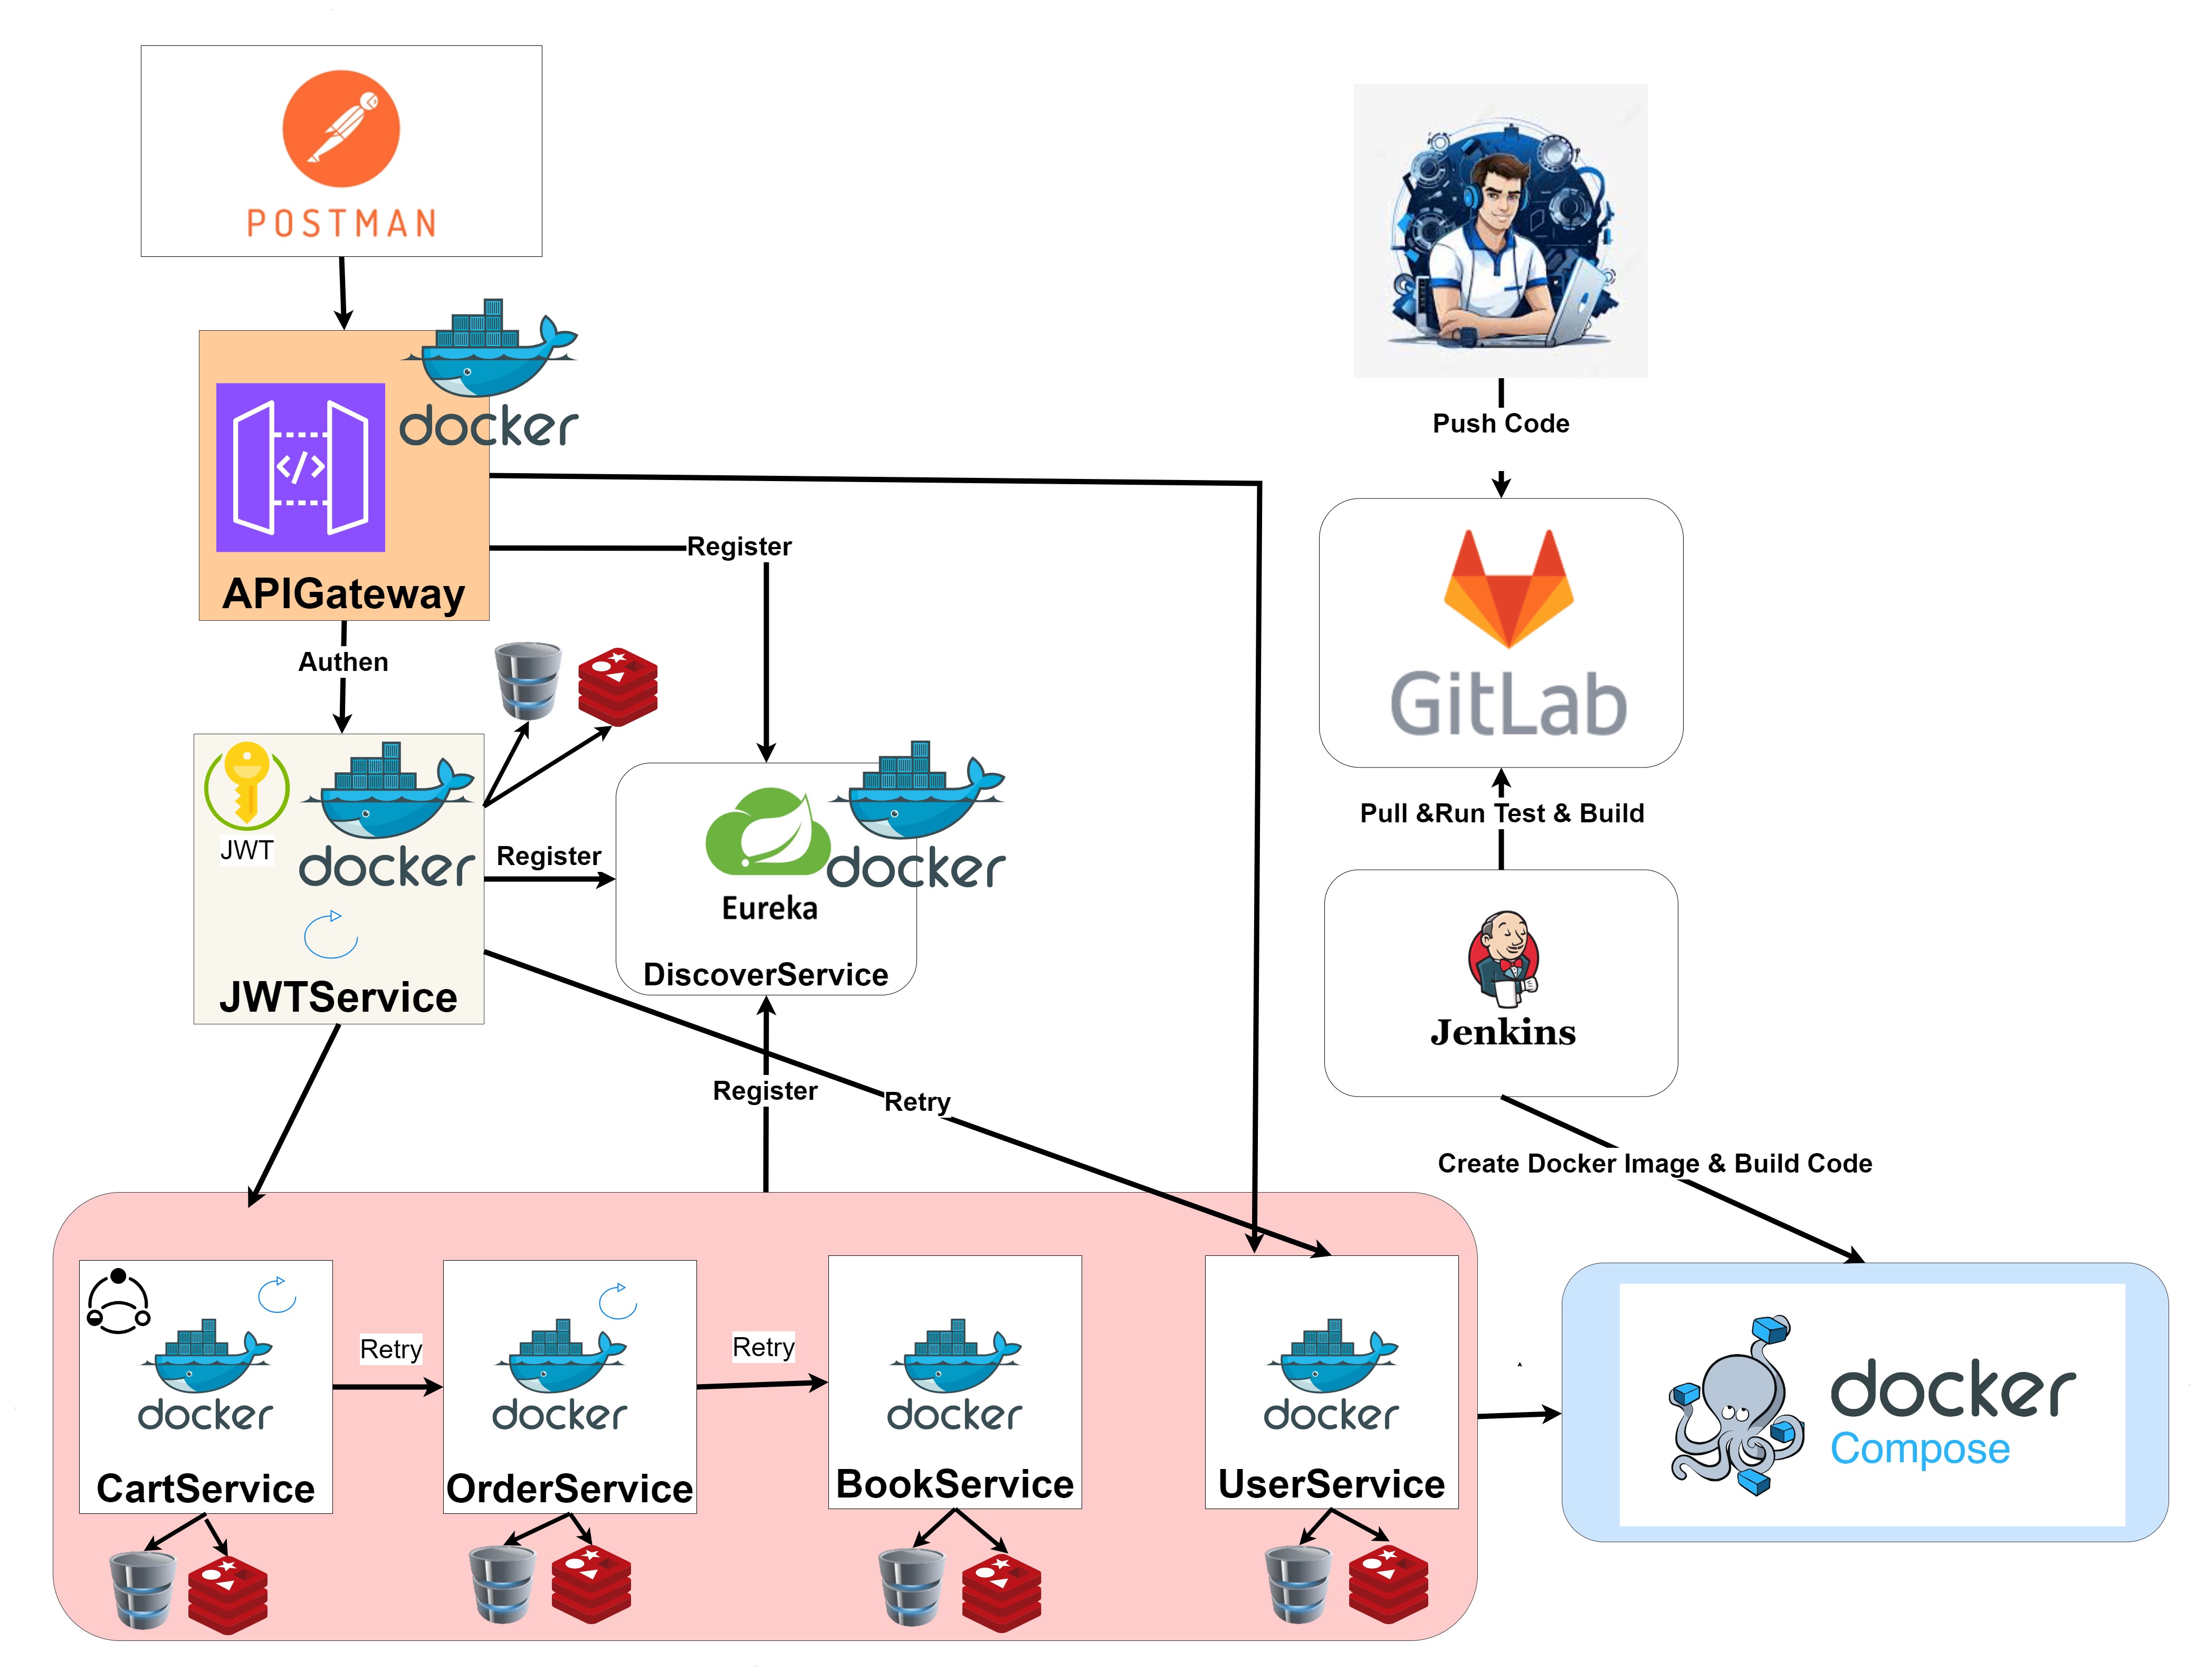 POSTMAN
docker
APIGateway
Push Code
Register
GitLab
Authen
JWT
docker
Register
docker
Eureka
DiscoverService
JWTService
Pull &Run Test & Build
Jenkins
Register
Retry
Create Docker Image & Build Code
Retry
Retry
docker
docker
docker
docker
CartService
OrderService
BookService
UserService
docker
Compose